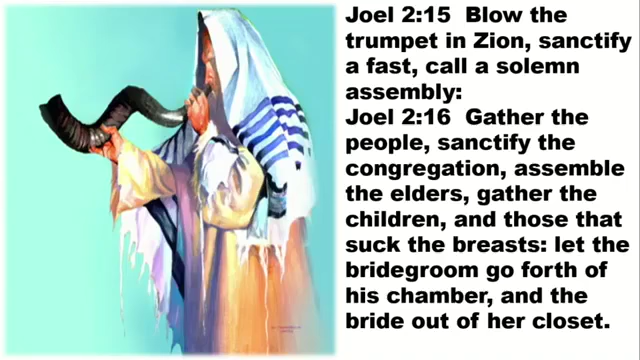 Joel 2:15  Blow the
trumpet in Zion, sanctify
a fast, call a solemn
assembly:
Joel 2:16  Gather the
people, sanctify the
congregation, assemble
the elders, gather the
children, and those that
suck the breasts: let the
bridegroom go forth of
his chamber, and the
bride out of her closet.